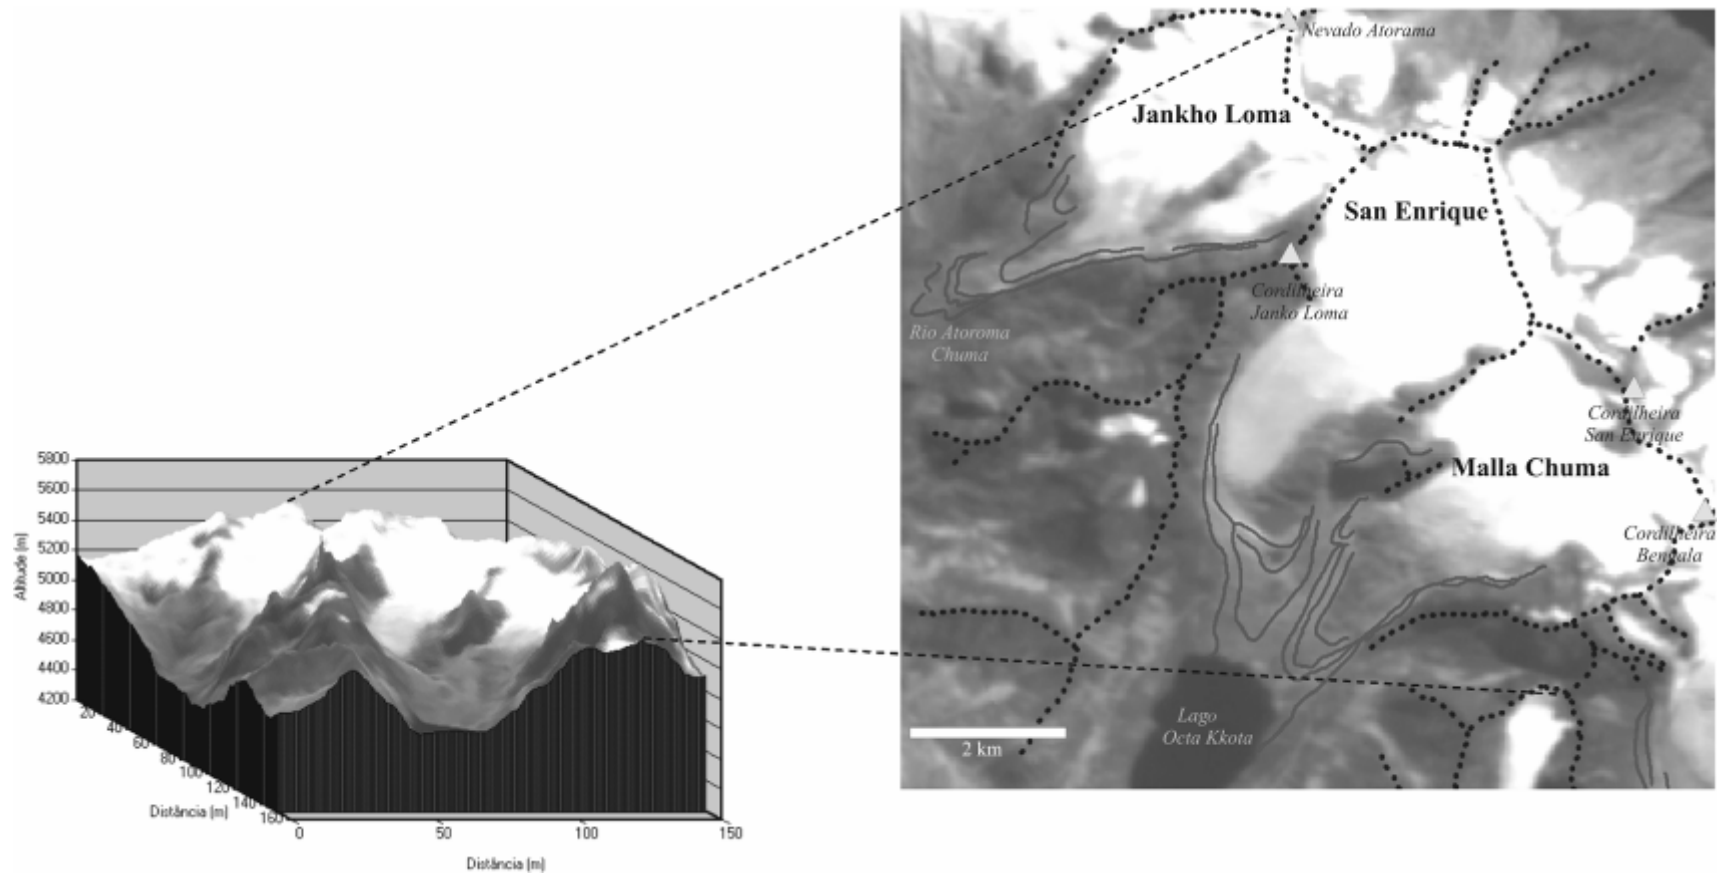 Nevado Atorama
Jankho Loma
San Enrique
Cordilheira
Janko Loma
Rio Atoroma
Chuma
Cordilheira
San Enrique
Malla Chuma
Cordilheira
Bengala
Lago
Octa Kkota
2 km
5800
5600
5400
5200
5000
4800
4600
4400
4200
Altitude (m)
20
40
60
80
100
120
140
160
Distância (m)
0
50
100
150
Distância (m)